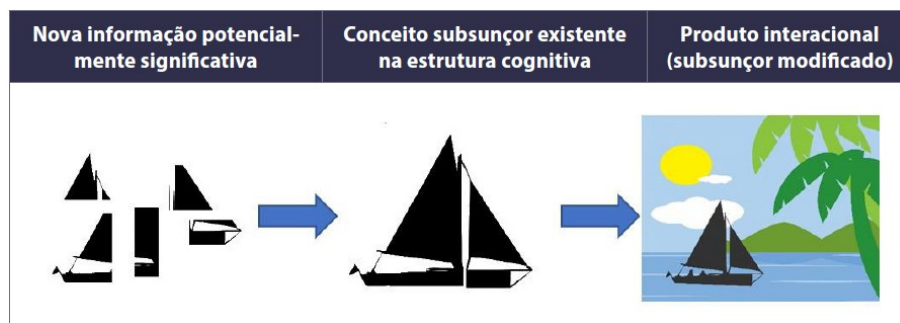 Nova informação potencial-
mente significativa
Conceito subsunçor existente
na estrutura cognitiva
Produto interacional
(subsunçor modificado)